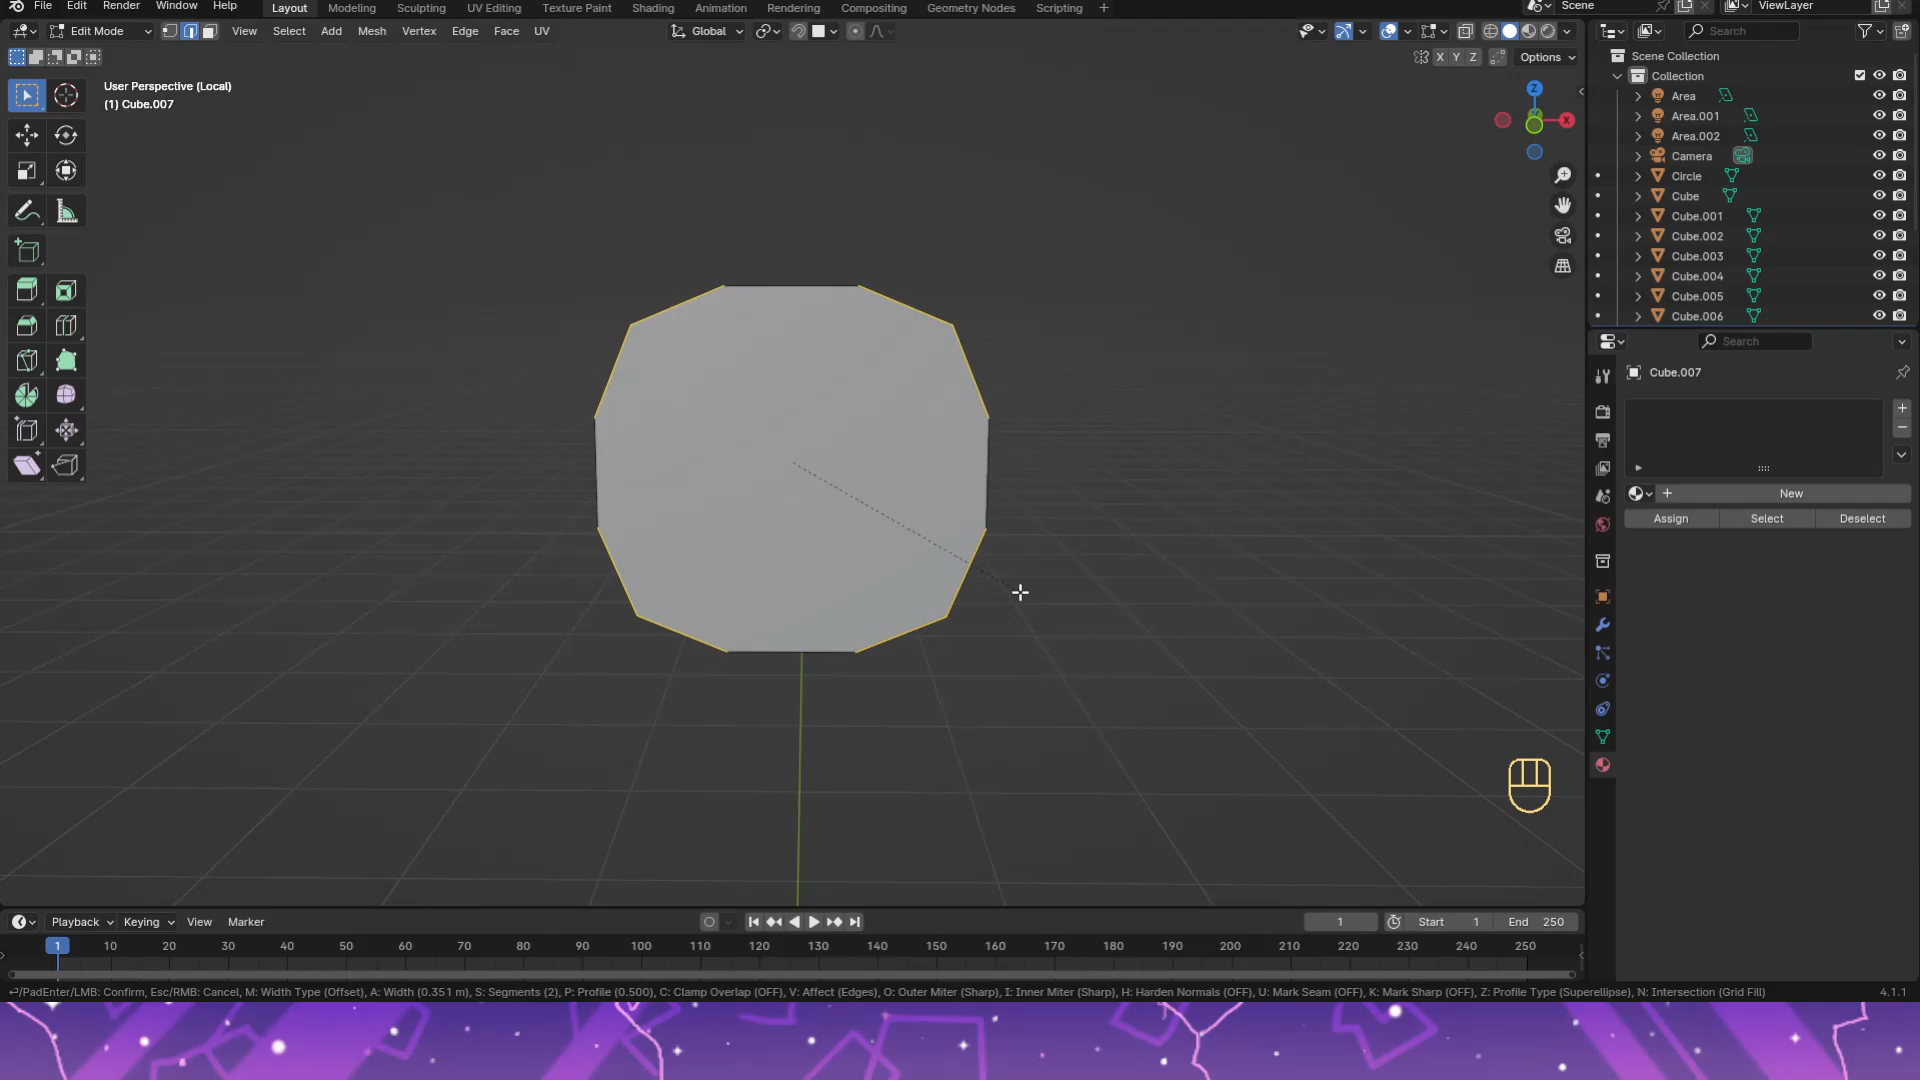 File Edit Render Window Help Layout Modeling Sculpting UV Editing Texture Paint Shading Animation Rendering Compositing Geometry Nodes Scripting + Scene ViewLayer
Edit Mode View Select Add Mesh Vertex Edge Face UV Global Search
X Y Z Options
Scene Collection
Collection
User Perspective (Local)
(1) Cube.007
Z
X
Area
Area.001
Area.002
Camera
Circle
Cube
Cube.001
Cube.002
Cube.003
Cube.004
Cube.005
Cube.006
Search
Cube.007
New
Assign Select Deselect
Playback Keying View Marker 1 Start 1 End 250
1 10 20 30 40 50 60 70 80 90 100 110 120 130 140 150 160 170 180 190 200 210 220 230 240 250
⏎/PadEnter/LMB: Confirm, Esc/RMB: Cancel, M: Width Type (Offset), A: Width (0.351 m), S: Segments (2), P: Profile (0.500), C: Clamp Overlap (OFF), V: Affect (Edges), O: Outer Miter (Sharp), I: Inner Miter (Sharp), H: Harden Normals (OFF), U: Mark Seam (OFF), K: Mark Sharp (OFF), Z: Profile Type (Superellipse), N: Intersection (Grid Fill) 4.1.1